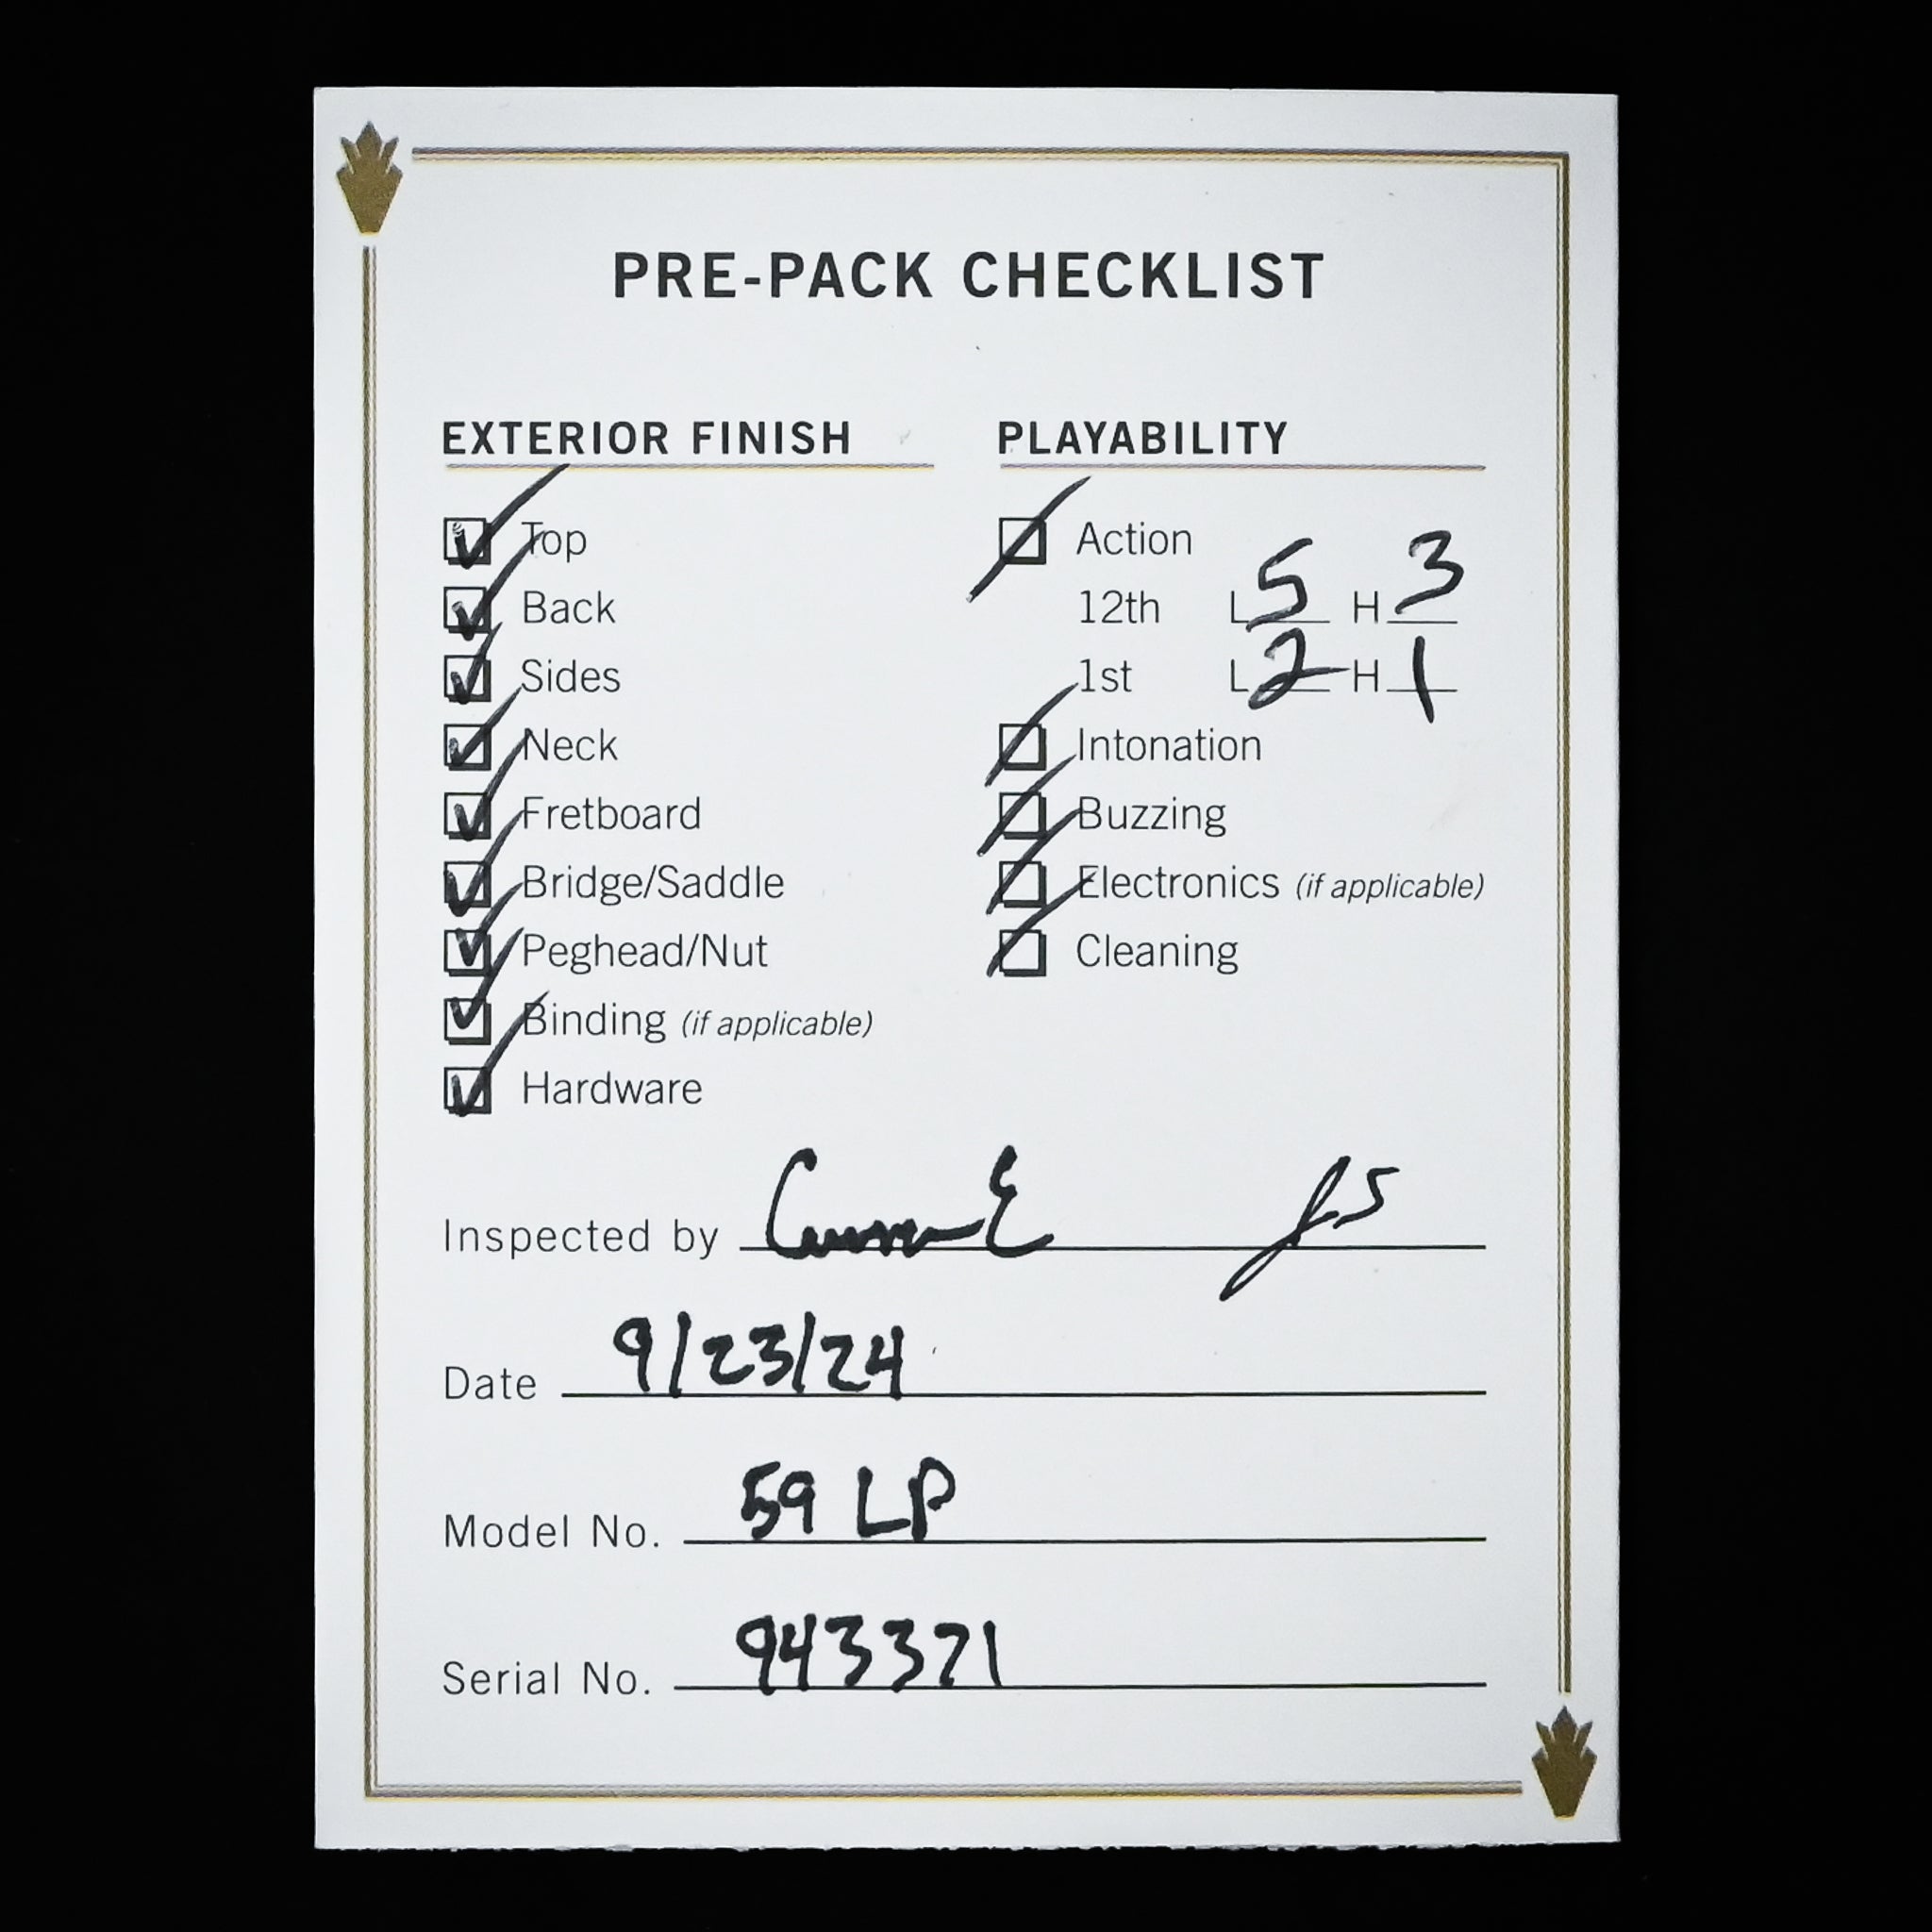 PRE-PACK CHECKLIST
EXTERIOR FINISH
Top
Back
Sides
Neck
Fretboard
Bridge/Saddle
Peghead/Nut
Binding (if applicable)
Hardware
PLAYABILITY
Action
12th L 5 H 3
1st L 2 H 1
Intonation
Buzzing
Electronics (if applicable)
Cleaning
Inspected by
Date 9/23/24
Model No. 59 LP
Serial No. 943371